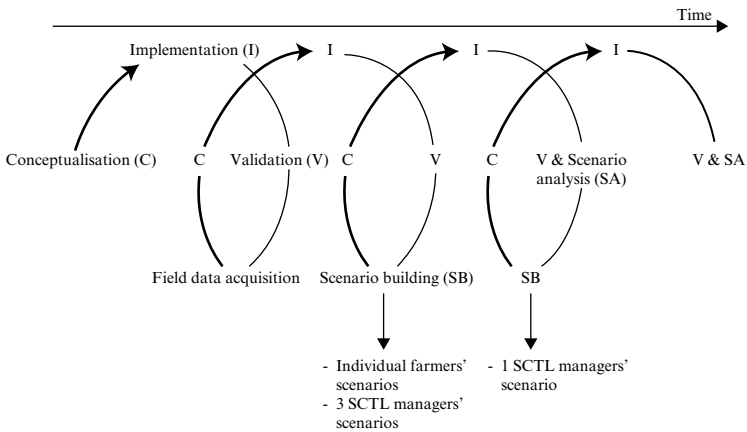 Time
Implementation (I)
I
I
I
Conceptualisation (C)
C
Validation (V)
C
V
C
V & Scenario
analysis (SA)
V & SA
Field data acquisition
Scenario building (SB)
SB
- Individual farmers’
scenarios
- 3 SCTL managers’
scenarios
- 1 SCTL managers’
scenario